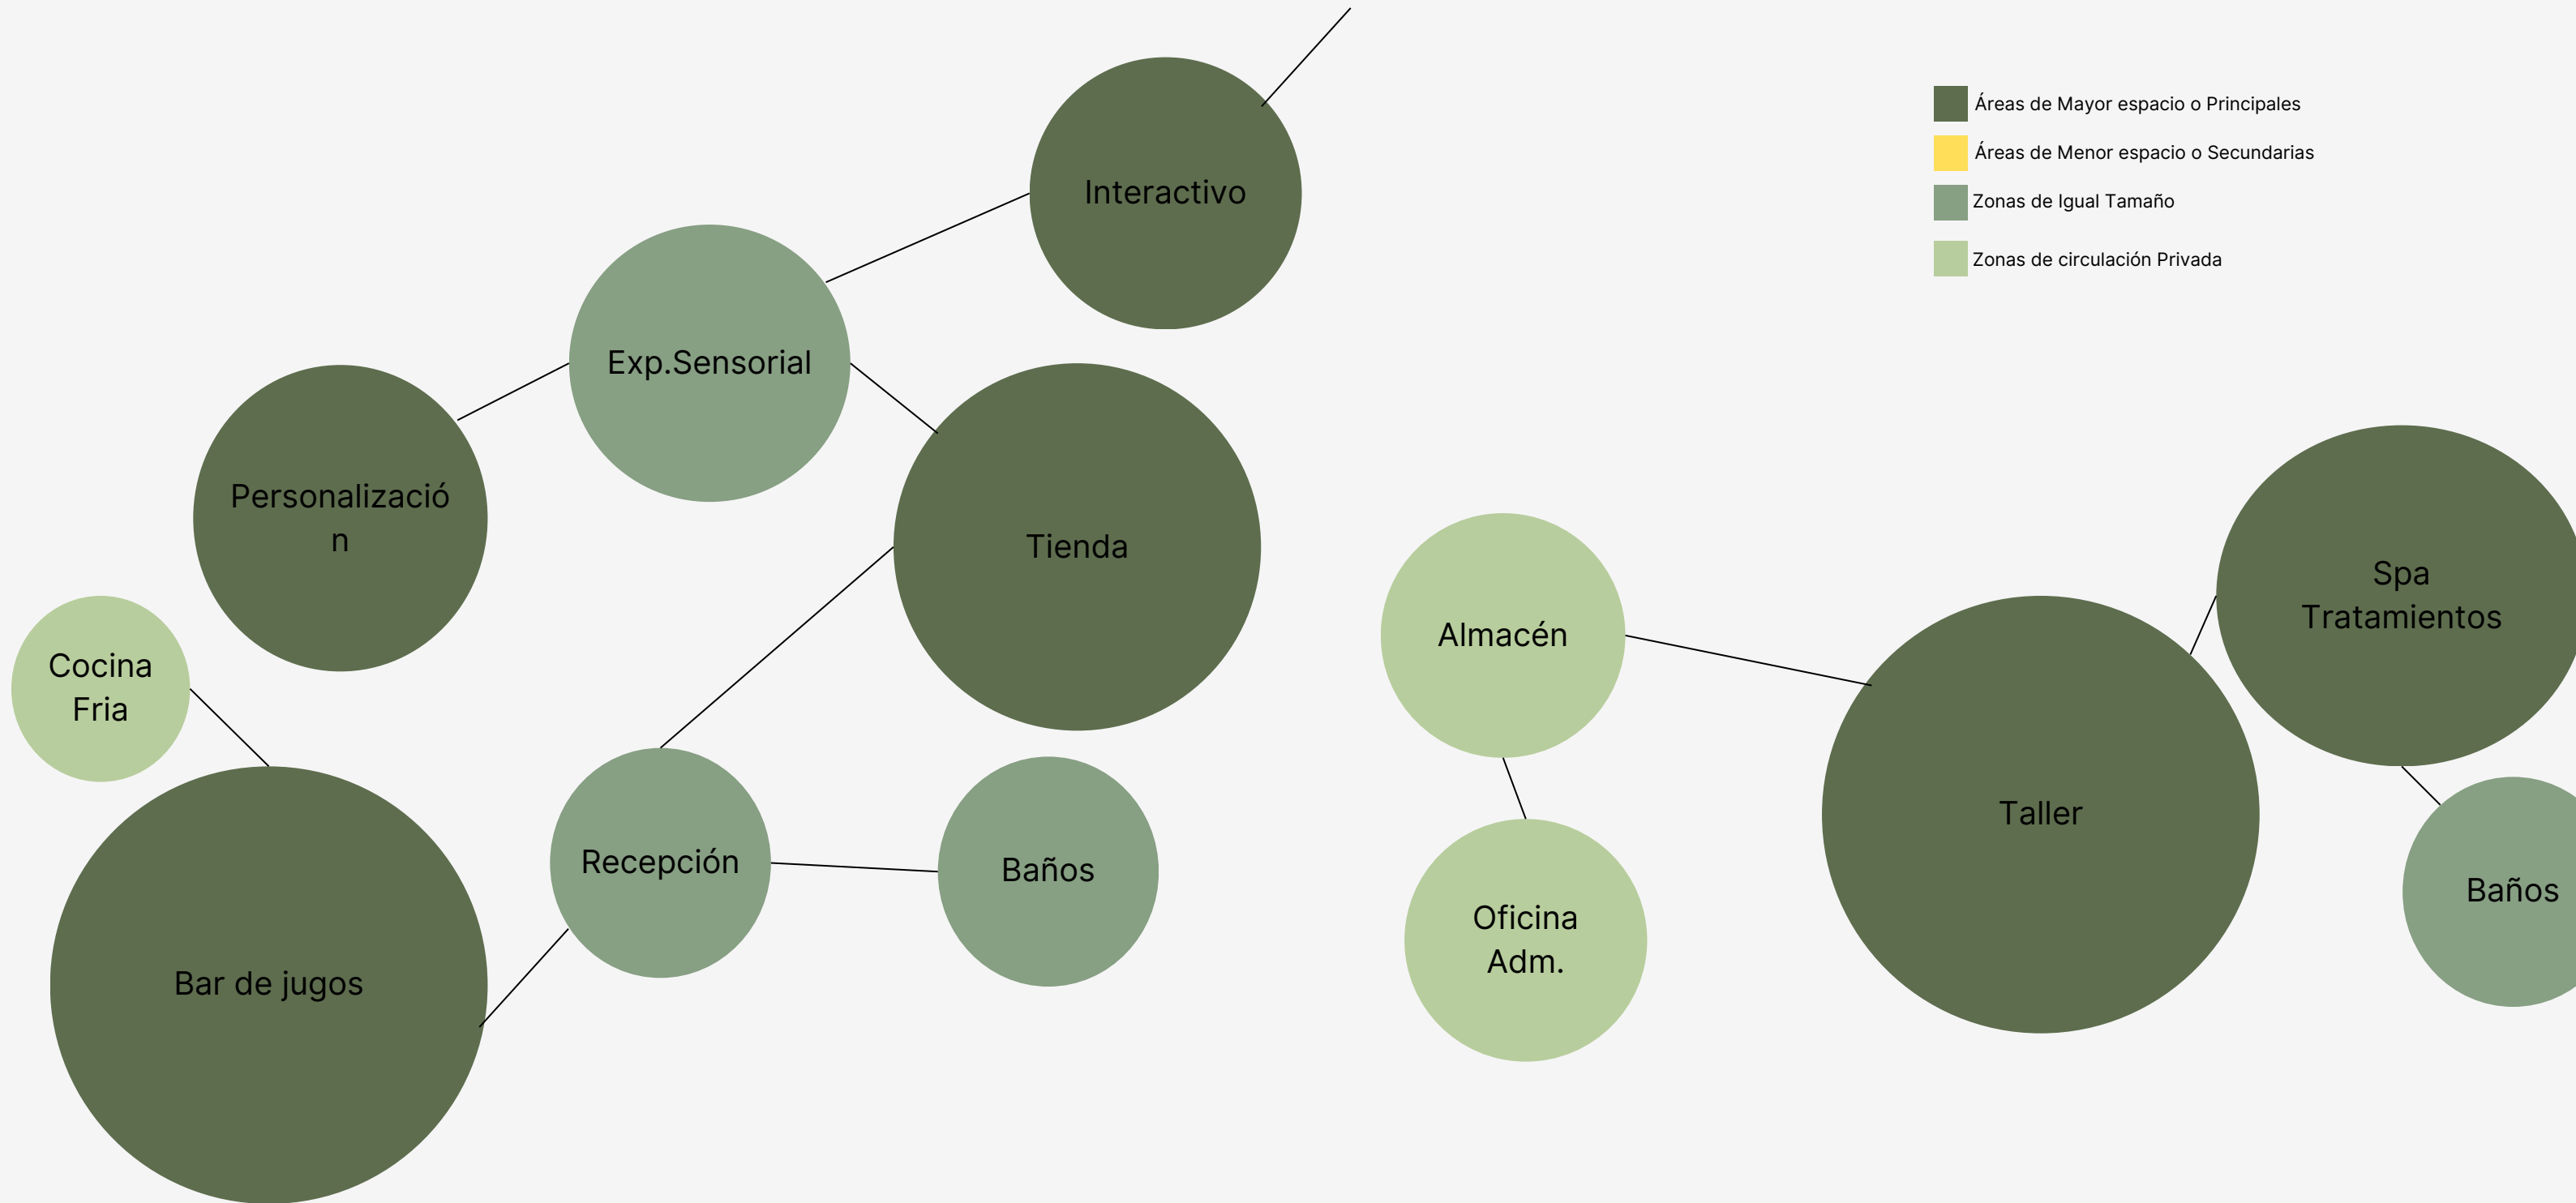 Áreas de Mayor espacio o Principales
Áreas de Menor espacio o Secundarias
Zonas de Igual Tamaño
Zonas de circulación Privada
Interactivo
Exp.Sensorial
Personalizació
n
Tienda
Cocina
Fria
Bar de jugos
Recepción
Baños
Almacén
Oficina
Adm.
Taller
Spa
Tratamientos
Baños